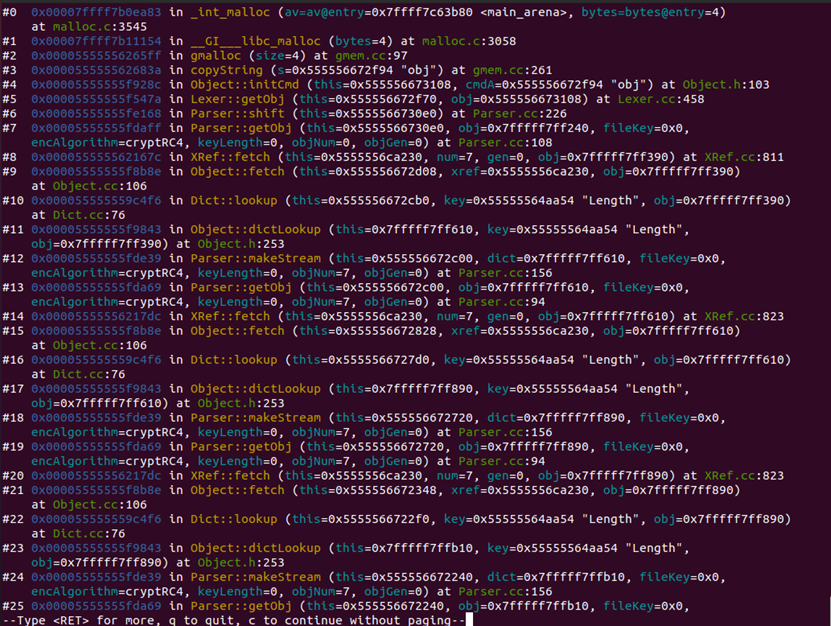 #0  0x00007ffff7b0ea83 in _int_malloc (av=av@entry=0x7ffff7c63b80 <main_arena>, bytes=bytes@entry=4)
    at malloc.c:3545
#1  0x00007ffff7b11154 in __GI___libc_malloc (bytes=4) at malloc.c:3058
#2  0x00005555556265ff in gmalloc (size=4) at gmem.cc:97
#3  0x000055555562683a in copyString (s=0x555556672f94 "obj") at gmem.cc:261
#4  0x00005555555f928c in Object::initCmd (this=0x555556673108, cmdA=0x555556672f94 "obj") at Object.h:103
#5  0x00005555555f547a in Lexer::getObj (this=0x555556672f70, obj=0x555556673108) at Lexer.cc:458
#6  0x00005555555fe168 in Parser::shift (this=0x5555566730e0) at Parser.cc:226
#7  0x00005555555fdaff in Parser::getObj (this=0x5555566730e0, obj=0x7fffff7ff240, fileKey=0x0,
    encAlgorithm=cryptRC4, keyLength=0, objNum=0, objGen=0) at Parser.cc:108
#8  0x000055555562167c in XRef::fetch (this=0x5555556ca230, num=7, gen=0, obj=0x7fffff7ff390) at XRef.cc:811
#9  0x00005555555f8b8e in Object::fetch (this=0x555556672d08, xref=0x5555556ca230, obj=0x7fffff7ff390)
    at Object.cc:106
#10 0x000055555559c4f6 in Dict::lookup (this=0x555556672cb0, key=0x55555564aa54 "Length", obj=0x7fffff7ff390)
    at Dict.cc:76
#11 0x00005555555f9843 in Object::dictLookup (this=0x7fffff7ff610, key=0x55555564aa54 "Length",
    obj=0x7fffff7ff390) at Object.h:253
#12 0x00005555555fde39 in Parser::makeStream (this=0x555556672c00, dict=0x7fffff7ff610, fileKey=0x0,
    encAlgorithm=cryptRC4, keyLength=0, objNum=7, objGen=0) at Parser.cc:156
#13 0x00005555555fda69 in Parser::getObj (this=0x555556672c00, obj=0x7fffff7ff610, fileKey=0x0,
    encAlgorithm=cryptRC4, keyLength=0, objNum=7, objGen=0) at Parser.cc:94
#14 0x00005555556217dc in XRef::fetch (this=0x5555556ca230, num=7, gen=0, obj=0x7fffff7ff610) at XRef.cc:823
#15 0x00005555555f8b8e in Object::fetch (this=0x555556672828, xref=0x5555556ca230, obj=0x7fffff7ff610)
    at Object.cc:106
#16 0x000055555559c4f6 in Dict::lookup (this=0x5555566727d0, key=0x55555564aa54 "Length", obj=0x7fffff7ff610)
    at Dict.cc:76
#17 0x00005555555f9843 in Object::dictLookup (this=0x7fffff7ff890, key=0x55555564aa54 "Length",
    obj=0x7fffff7ff610) at Object.h:253
#18 0x00005555555fde39 in Parser::makeStream (this=0x555556672720, dict=0x7fffff7ff890, fileKey=0x0,
    encAlgorithm=cryptRC4, keyLength=0, objNum=7, objGen=0) at Parser.cc:156
#19 0x00005555555fda69 in Parser::getObj (this=0x555556672720, obj=0x7fffff7ff890, fileKey=0x0,
    encAlgorithm=cryptRC4, keyLength=0, objNum=7, objGen=0) at Parser.cc:94
#20 0x00005555556217dc in XRef::fetch (this=0x5555556ca230, num=7, gen=0, obj=0x7fffff7ff890) at XRef.cc:823
#21 0x00005555555f8b8e in Object::fetch (this=0x555556672348, xref=0x5555556ca230, obj=0x7fffff7ff890)
    at Object.cc:106
#22 0x000055555559c4f6 in Dict::lookup (this=0x5555566722f0, key=0x55555564aa54 "Length", obj=0x7fffff7ff890)
    at Dict.cc:76
#23 0x00005555555f9843 in Object::dictLookup (this=0x7fffff7ffb10, key=0x55555564aa54 "Length",
    obj=0x7fffff7ff890) at Object.h:253
#24 0x00005555555fde39 in Parser::makeStream (this=0x555556672240, dict=0x7fffff7ffb10, fileKey=0x0,
    encAlgorithm=cryptRC4, keyLength=0, objNum=7, objGen=0) at Parser.cc:156
#25 0x00005555555fda69 in Parser::getObj (this=0x555556672240, obj=0x7fffff7ffb10, fileKey=0x0,
--Type <RET> for more, q to quit, c to continue without paging--